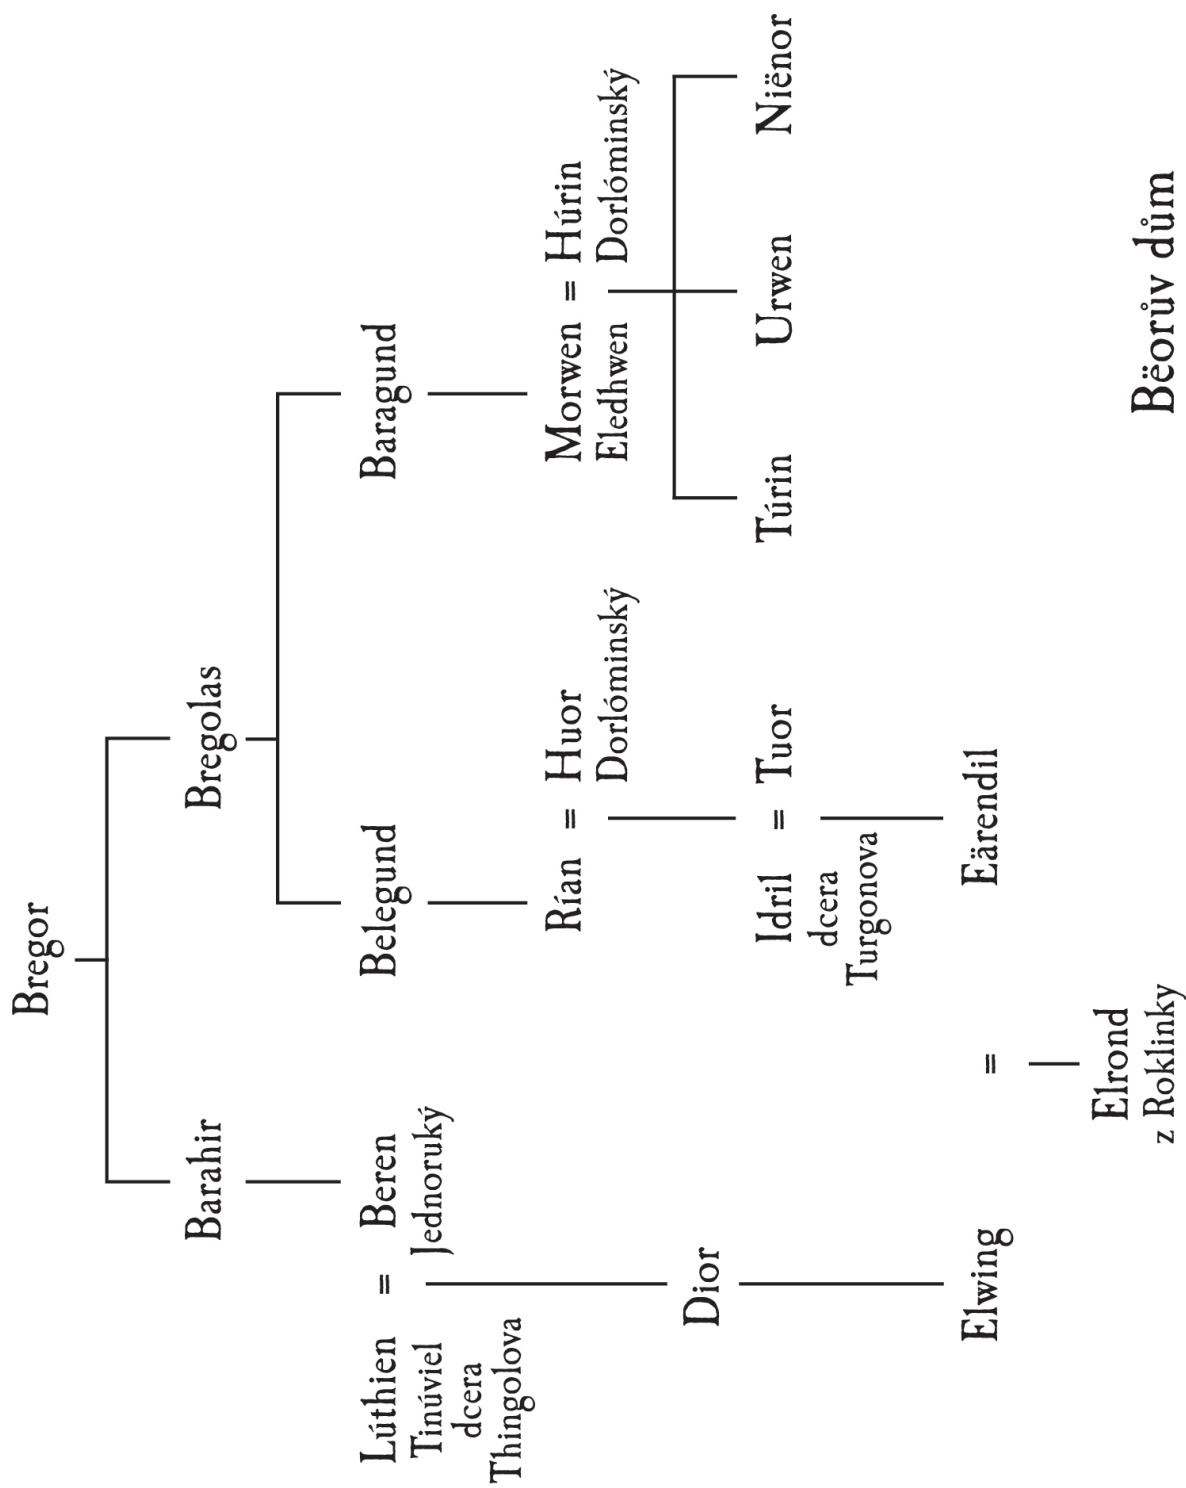 Bregor
Barahir
Bregolas
Lúthien = Beren
Tinúviel
Jednoruký
dcera
Thingolova
Belegund
Baragund
Rían = Huor
Dorlóminský
Morwen = Húrin
Eledhwen
Dorlóminský
Dior
Idril = Tuor
dcera
Turgonova
Túrin
Urwen
Niënor
Elwing
=
Eärendil
Elrond
z Roklinky
Bëorův dům